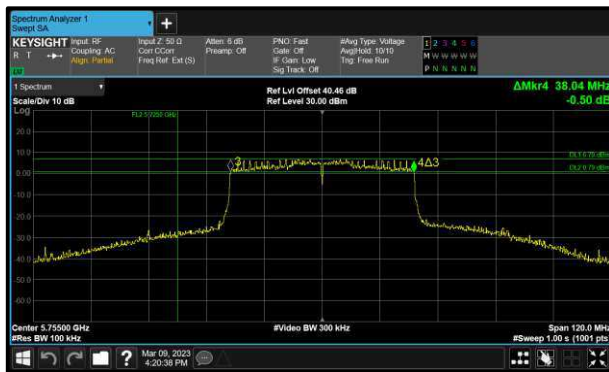 Spectrum Analyzer 1
Swept SA
+
KEYSIGHT
R T
Input: RF
Coupling: AC
Align: Partial
Input Z: 50 Ω
Corr CCorr
Freq Ref: Ext (S)
Atten: 6 dB
Preamp: Off
PNO: Fast
Gate: Off
IF Gain: Low
Sig Track: Off
#Avg Type: Voltage
Avg|Hold: 10/10
Trig: Free Run
1 2 3 4 5 6
M W W W W W
P N N N N N
1 Spectrum
Scale/Div 10 dB
Log
Ref Lvl Offset 40.46 dB
Ref Level 30.00 dBm
ΔMkr4 38.04 MHz
-0.50 dB
20.0
10.0
0.00
-10.0
-20.0
-30.0
-40.0
-50.0
-60.0
3
4Δ3
Center 5.75500 GHz
#Res BW 100 kHz
#Video BW 300 kHz
Span 120.0 MHz
#Sweep 1.00 s (1001 pts)
?
Mar 09, 2023
4:20:38 PM